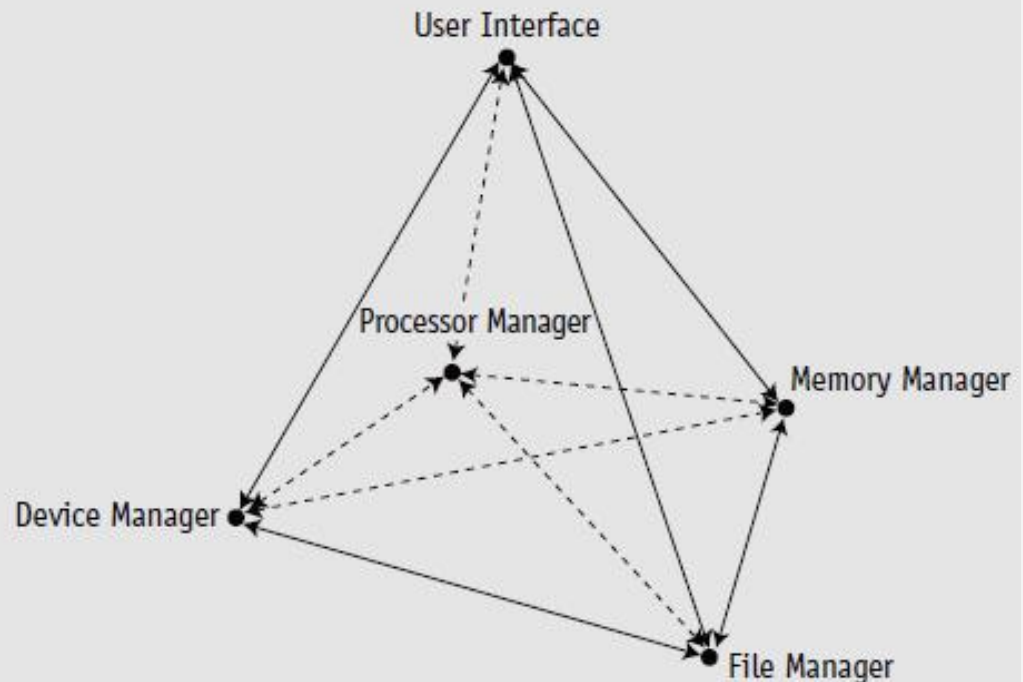 User Interface
Processor Manager
Memory Manager
Device Manager
File Manager